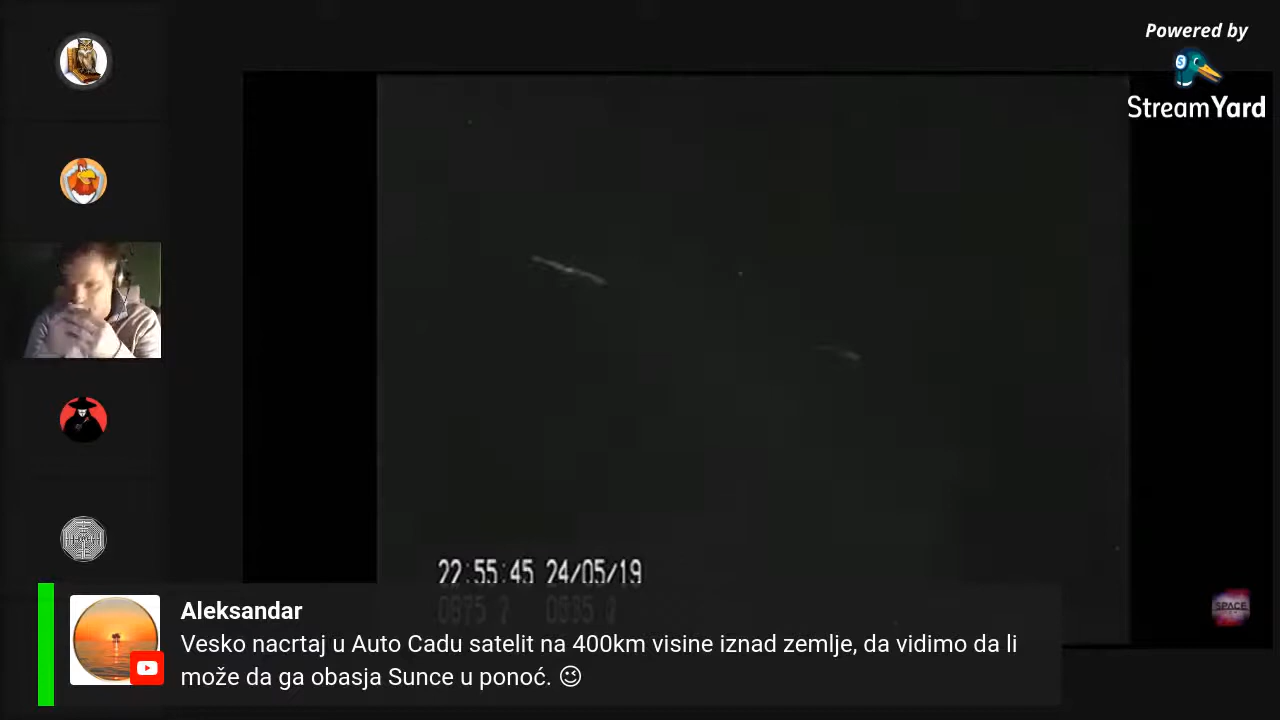 Powered by
StreamYard
22:55:45 24/05/19
SPACE
Aleksandar
Vesko nacrtaj u Auto Cadu satelit na 400km visine iznad zemlje, da vidimo da li
može da ga obasja Sunce u ponoć. 😉